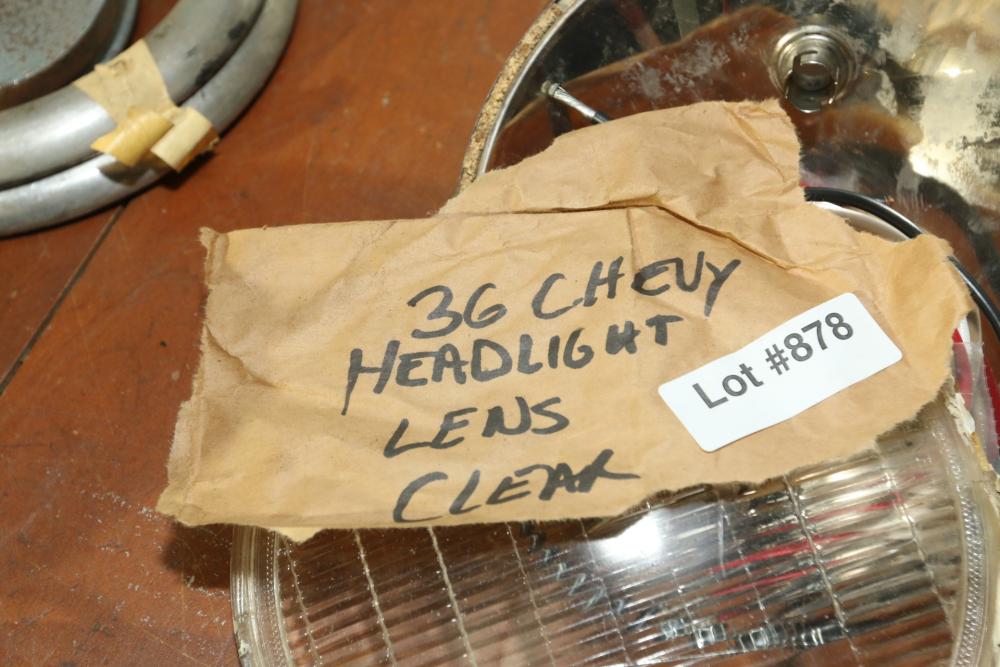 36 CHEVY
HEADLIGHT
LENS
CLEAR
Lot #878